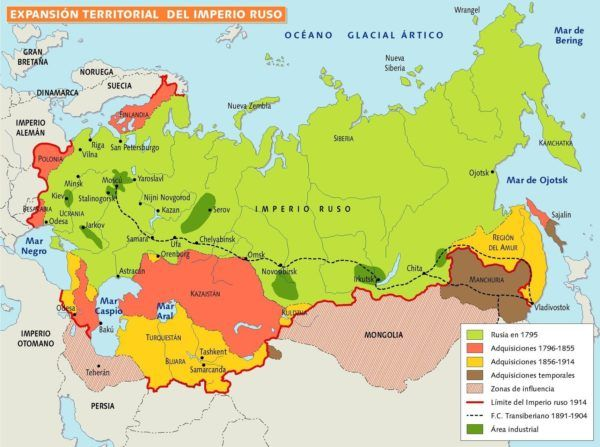 EXPANSIÓN TERRITORIAL DEL IMPERIO RUSO
OCÉANO GLACIAL ÁRTICO
Wrangel
Mar de
Bering
GRAN
BRETAÑA
NORUEGA
SUECIA
DINAMARCA
Nueva
Siberia
Nueva Zembla
FINLANDIA
IMPERIO
ALEMÁN
Riga
Vilna
San Petersburgo
SIBERIA
KAMCHATKA
POLONIA
Minsk
Moscú
Yaroslavl
Ojotsk
Mar de Ojotsk
Kiev
Stalinogorsk
Nijni Novgorod
BESARABIA
UCRANIA
Kazan
Serov
IMPERIO RUSO
Odesa
Jarkov
Sajalin
Mar
Negro
Samara
Ufa
Chelyabinsk
Orenburg
Omsk
Novosibirsk
Irkutsk
Chita
REGIÓN
DEL AMUR
Astracán
KAZAJSTAN
MANCHURIA
Mar
Caspio
Mar
Aral
KULDYHA
Vladivostok
Odesa
Bakú
IMPERIO
OTOMANO
TURQUESTÁN
MONGOLIA
BUJARA
Tashkent
Samarcanda
Teherán
PERSIA
Rusia en 1795
Adquisiciones 1796-1855
Adquisiciones 1856-1914
Adquisiciones temporales
Zonas de influencia
Límite del Imperio ruso 1914
F.C. Transiberiano 1891-1904
Área industrial